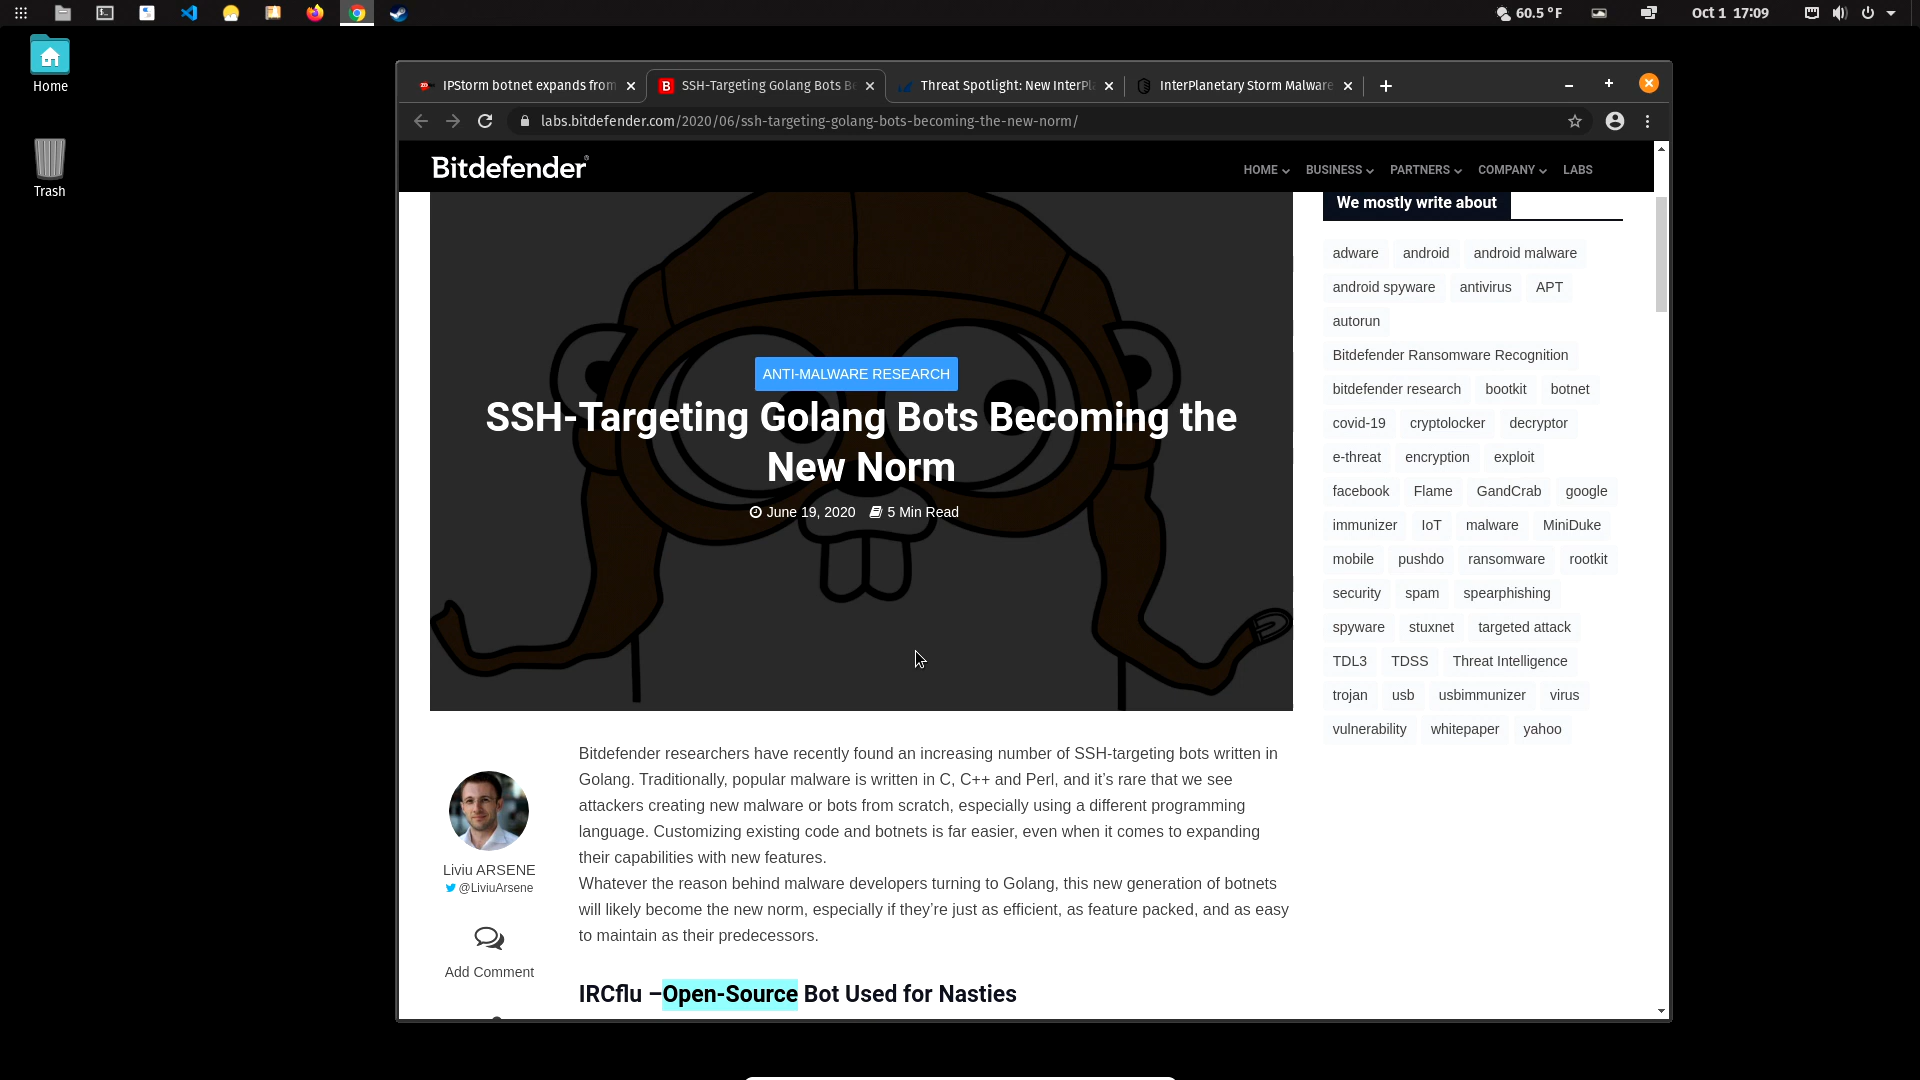 60.5 °F
Oct 1 17:09
Home
Trash
IPStorm botnet expands from
SSH-Targeting Golang Bots Be
Threat Spotlight: New InterPla
InterPlanetary Storm Malware
labs.bitdefender.com/2020/06/ssh-targeting-golang-bots-becoming-the-new-norm/
Bitdefender
HOME
BUSINESS
PARTNERS
COMPANY
LABS
ANTI-MALWARE RESEARCH
SSH-Targeting Golang Bots Becoming the
New Norm
June 19, 2020 5 Min Read
Liviu ARSENE
@LiviuArsene
Add Comment
Bitdefender researchers have recently found an increasing number of SSH-targeting bots written in
Golang. Traditionally, popular malware is written in C, C++ and Perl, and it’s rare that we see
attackers creating new malware or bots from scratch, especially using a different programming
language. Customizing existing code and botnets is far easier, even when it comes to expanding
their capabilities with new features.
Whatever the reason behind malware developers turning to Golang, this new generation of botnets
will likely become the new norm, especially if they’re just as efficient, as feature packed, and as easy
to maintain as their predecessors.
IRCflu –Open-Source Bot Used for Nasties
We mostly write about
adware android android malware
android spyware antivirus APT
autorun
Bitdefender Ransomware Recognition
bitdefender research bootkit botnet
covid-19 cryptolocker decryptor
e-threat encryption exploit
facebook Flame GandCrab google
immunizer IoT malware MiniDuke
mobile pushdo ransomware rootkit
security spam spearphishing
spyware stuxnet targeted attack
TDL3 TDSS Threat Intelligence
trojan usb usbimmunizer virus
vulnerability whitepaper yahoo